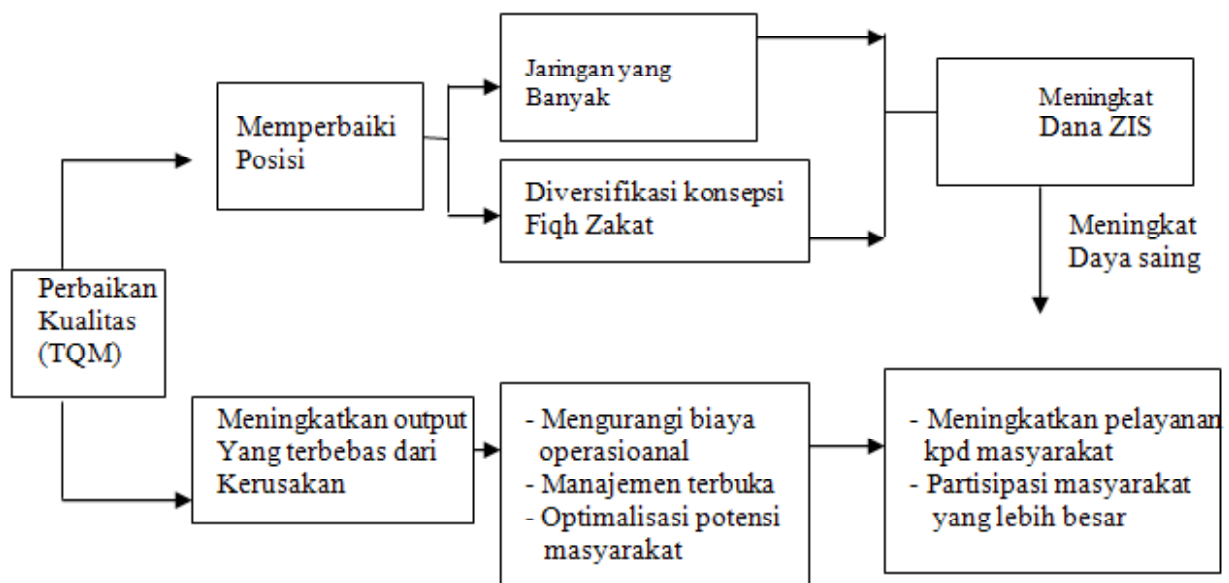 Jaringan yang
Banyak
Meningkat
Dana ZIS
Memperbaiki
Posisi
Diversifikasi konsepsi
Fiqh Zakat
Meningkat
Daya saing
Perbaikan
Kualitas
(TQM)
Meningkatkan output
Yang terbebas dari
Kerusakan
- Mengurangi biaya
operasioanal
- Manajemen terbuka
- Optimalisasi potensi
masyarakat
- Meningkatkan pelayanan
kpd masyarakat
- Partisipasi masyarakat
yang lebih besar